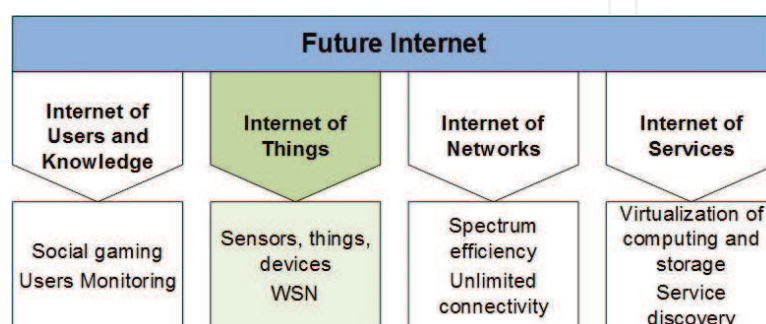 Future Internet
Internet of
Users and
Knowledge
Internet of
Things
Internet of
Networks
Internet of
Services
Social gaming
Users Monitoring
Sensors, things,
devices
WSN
Spectrum
efficiency
Unlimited
connectivity
Virtualization of
computing and
storage
Service
discovery